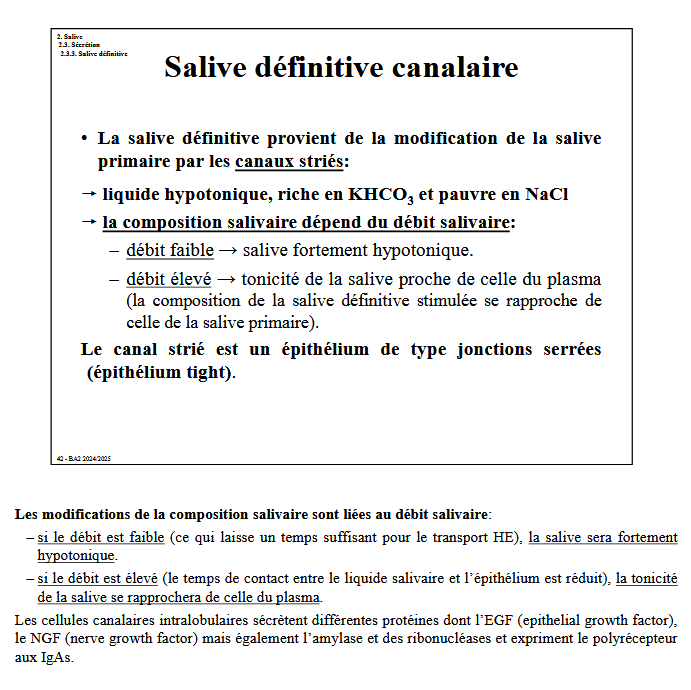 2. Salive
2.3. Sécrétion
2.3.3. Salive définitive
Salive définitive canalaire
• La salive définitive provient de la modification de la salive
primaire par les canaux striés:
→ liquide hypotonique, riche en KHCO₃ et pauvre en NaCl
→ la composition salivaire dépend du débit salivaire:
– débit faible → salive fortement hypotonique.
– débit élevé → tonicité de la salive proche de celle du plasma
(la composition de la salive définitive stimulée se rapproche de
celle de la salive primaire).
Le canal strié est un épithélium de type jonctions serrées
(épithélium tight).
42 - BA2 2024/2025
Les modifications de la composition salivaire sont liées au débit salivaire:
– si le débit est faible (ce qui laisse un temps suffisant pour le transport HE), la salive sera fortement
hypotonique.
– si le débit est élevé (le temps de contact entre le liquide salivaire et l’épithélium est réduit), la tonicité
de la salive se rapprochera de celle du plasma.
Les cellules canalaires intralobulaires sécrètent différentes protéines dont l’EGF (epithelial growth factor),
le NGF (nerve growth factor) mais également l’amylase et des ribonucléases et expriment le polyrécepteur
aux IgAs.